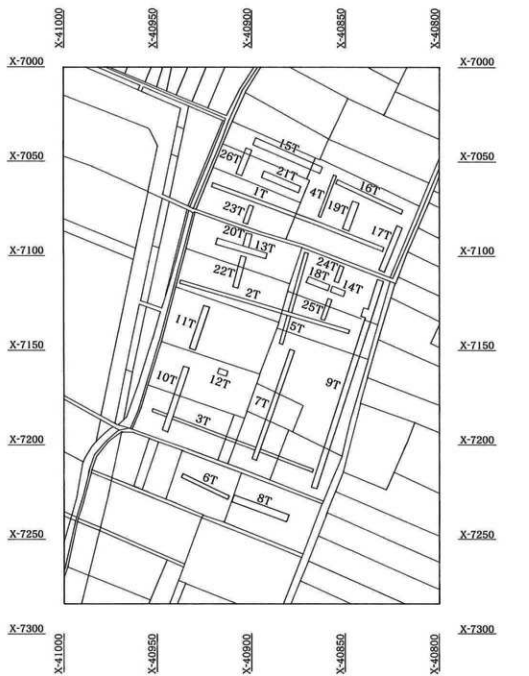 X-41000
X-40950
X-40900
X-40850
X-40800
X-7000
X-7000
X-7050
X-7050
15T
26T
21T
16T
1T
4T
19T
23T
17T
20T
13T
X-7100
X-7100
24T
18T
14T
22T
2T
25T
11T
5T
X-7150
X-7150
10T
12T
9T
7T
3T
X-7200
X-7200
6T
8T
X-7250
X-7250
X-7300
X-7300
X-41000
X-40950
X-40900
X-40850
X-40800